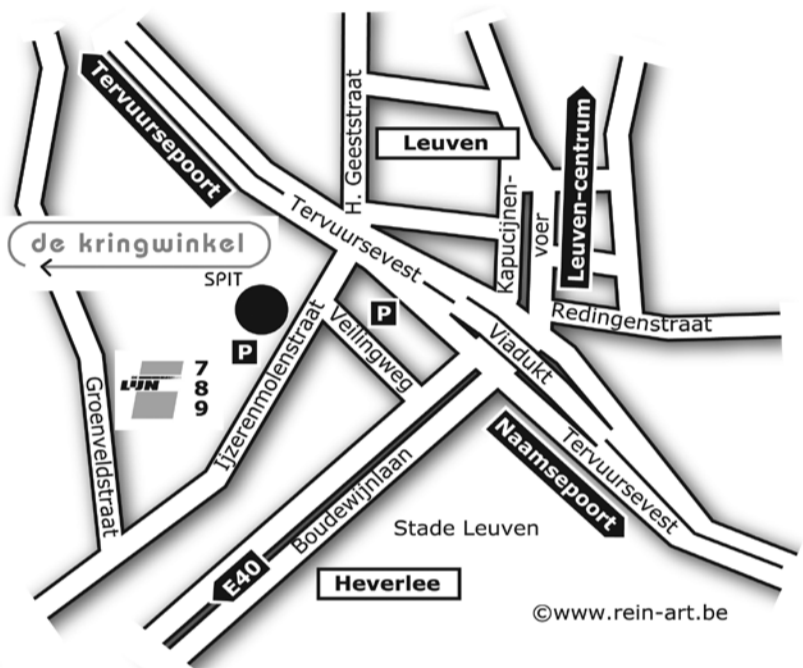 Tervuursepoort
H. Geeststraat
Leuven
Kapucijnen-
voer
Leuven-centrum
Tervuursevest
de kringwinkel
SPIT
P
Veilingweg
P
Viadukt
Redingenstraat
LIJN
7
8
9
Groenveldstraat
Ijzerenmolenstraat
Boudewijnlaan
Naamsepoort
Tervuursevest
Stade Leuven
E40
Heverlee
©www.rein-art.be